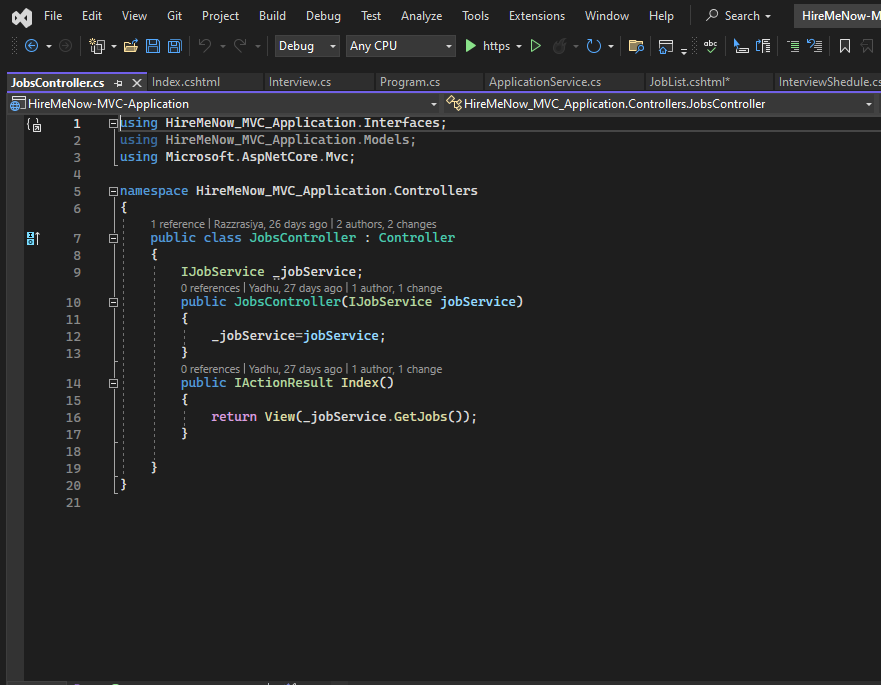 File Edit View Git Project Build Debug Test Analyze Tools Extensions Window Help Search HireMeNow-M
Debug Any CPU https abc
JobsController.cs Index.cshtml Interview.cs Program.cs ApplicationService.cs JobList.cshtml* InterviewShedule.cs
HireMeNow-MVC-Application HireMeNow_MVC_Application.Controllers.JobsController
1 using HireMeNow_MVC_Application.Interfaces;
2 using HireMeNow_MVC_Application.Models;
3 using Microsoft.AspNetCore.Mvc;
4
5 namespace HireMeNow_MVC_Application.Controllers
6 {
1 reference | Razzrasiya, 26 days ago | 2 authors, 2 changes
7 public class JobsController : Controller
8 {
9 IJobService _jobService;
0 references | Yadhu, 27 days ago | 1 author, 1 change
10 public JobsController(IJobService jobService)
11 {
12 _jobService=jobService;
13 }
0 references | Yadhu, 27 days ago | 1 author, 1 change
14 public IActionResult Index()
15 {
16 return View(_jobService.GetJobs());
17 }
18
19 }
20 }
21